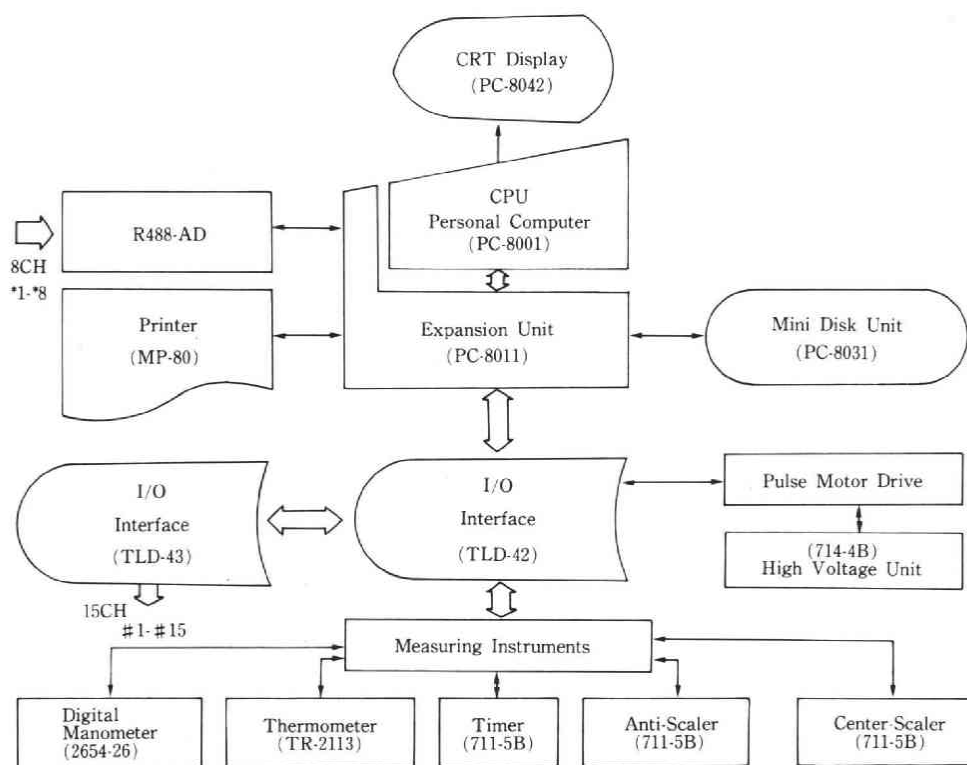 CRT Display
(PC-8042)
CPU
Personal Computer
(PC-8001)
R488-AD
8CH
*1-*8
Printer
(MP-80)
Expansion Unit
(PC-8011)
Mini Disk Unit
(PC-8031)
I/O
Interface
(TLD-43)
I/O
Interface
(TLD-42)
Pulse Motor Drive
(714-4B)
High Voltage Unit
15CH
#1-#15
Measuring Instruments
Digital
Manometer
(2654-26)
Thermometer
(TR-2113)
Timer
(711-5B)
Anti-Scaler
(711-5B)
Center-Scaler
(711-5B)